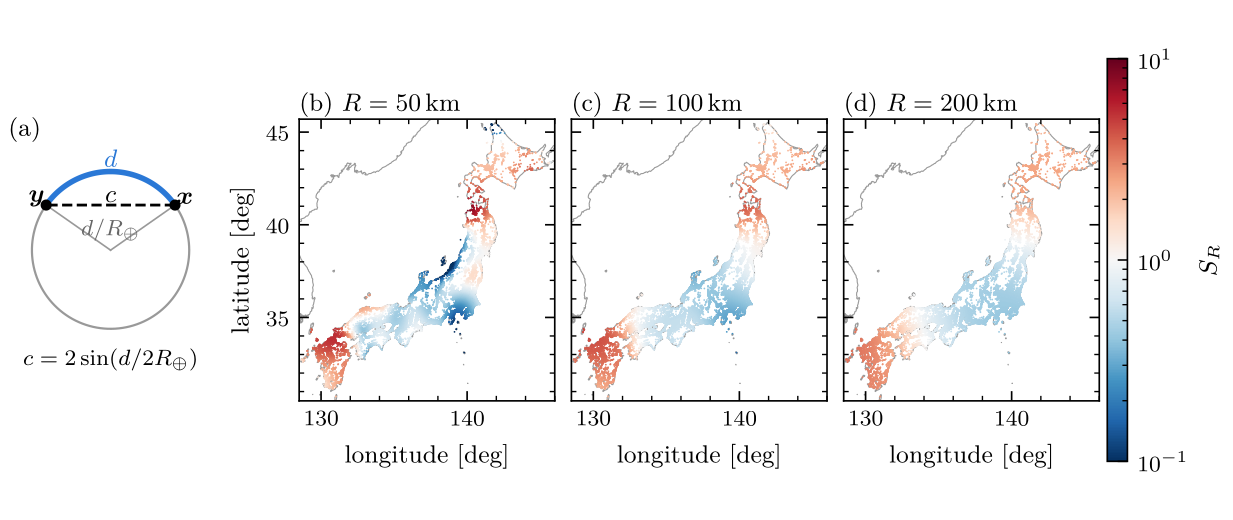 (a)
d
y
c
x
d/R⊕
c = 2 sin(d/2R⊕)
(b) R = 50 km
(c) R = 100 km
(d) R = 200 km
45
40
35
latitude [deg]
130 140
130 140
130 140
longitude [deg]
longitude [deg]
longitude [deg]
10¹
10⁰
10⁻¹
S_R